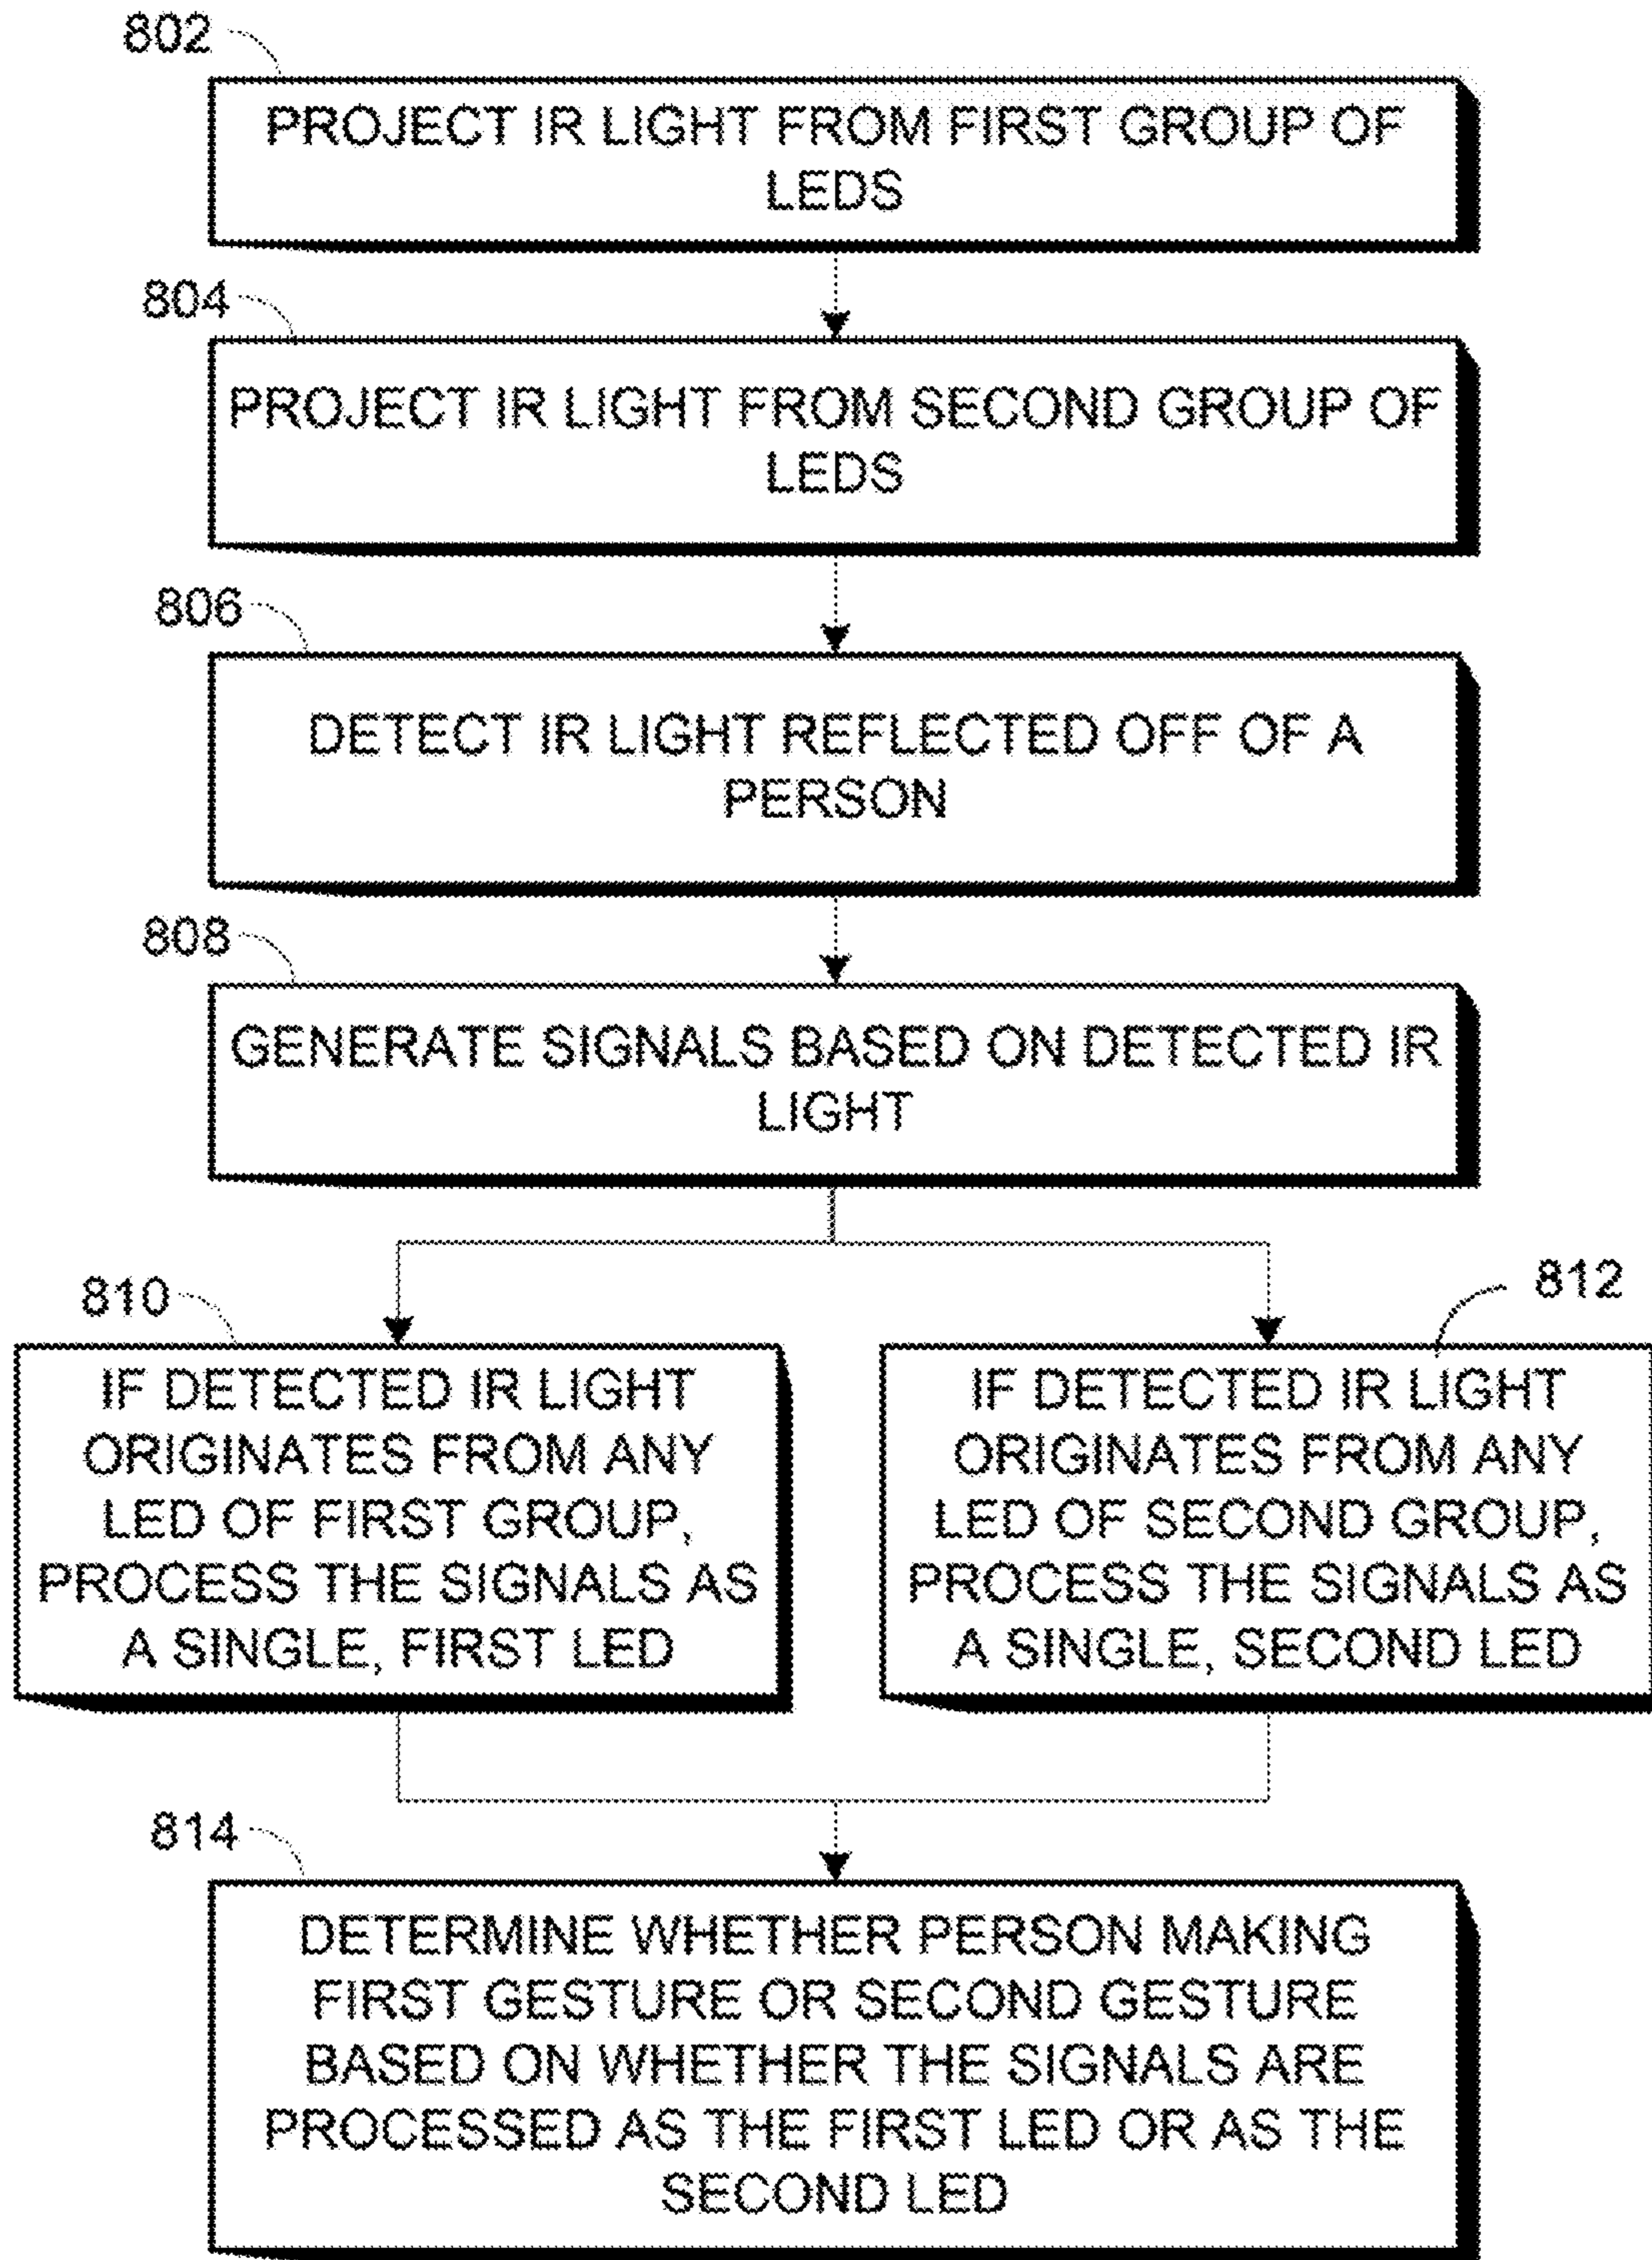 802
PROJECT IR LIGHT FROM FIRST GROUP OF
LEDS
804
PROJECT IR LIGHT FROM SECOND GROUP OF
LEDS
806
DETECT IR LIGHT REFLECTED OFF OF A
PERSON
808
GENERATE SIGNALS BASED ON DETECTED IR
LIGHT
810
IF DETECTED IR LIGHT
ORIGINATES FROM ANY
LED OF FIRST GROUP,
PROCESS THE SIGNALS AS
A SINGLE, FIRST LED
812
IF DETECTED IR LIGHT
ORIGINATES FROM ANY
LED OF SECOND GROUP,
PROCESS THE SIGNALS AS
A SINGLE, SECOND LED
814
DETERMINE WHETHER PERSON MAKING
FIRST GESTURE OR SECOND GESTURE
BASED ON WHETHER THE SIGNALS ARE
PROCESSED AS THE FIRST LED OR AS THE
SECOND LED